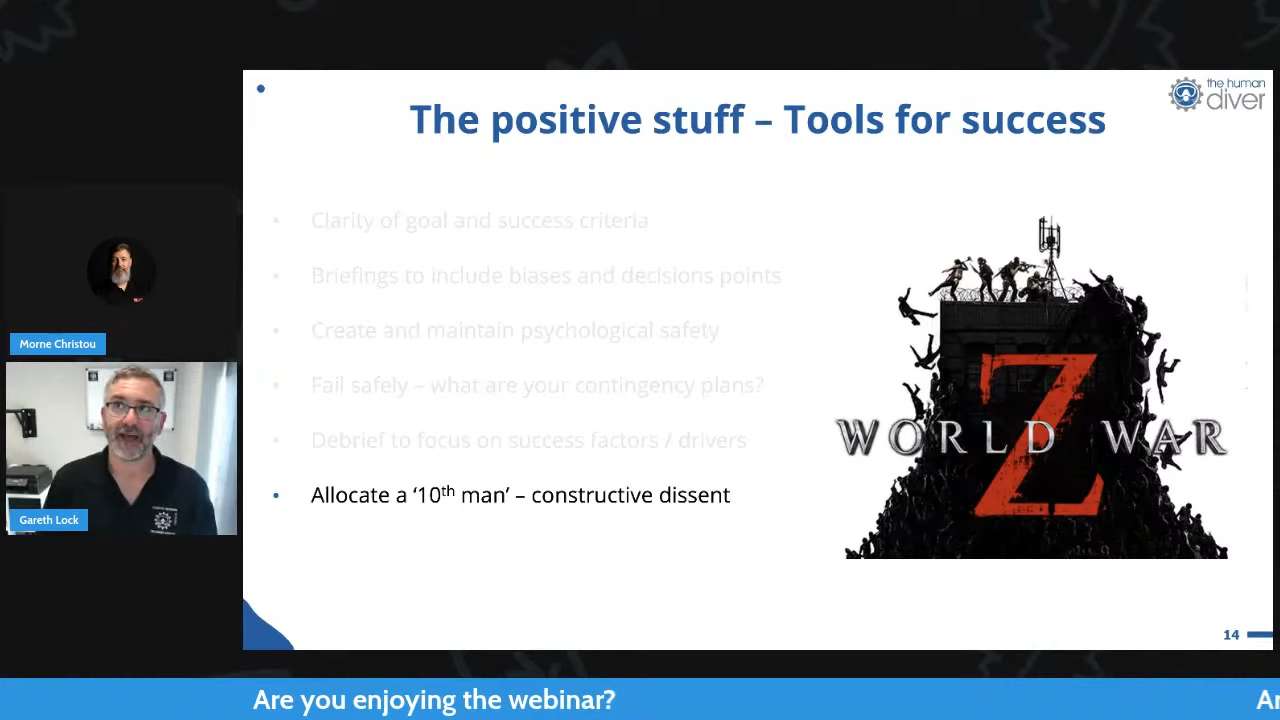 the human
diver
The positive stuff – Tools for success
• Clarity of goal and success criteria
• Briefings to include biases and decisions points
• Create and maintain psychological safety
• Fail safely – what are your contingency plans?
• Debrief to focus on success factors / drivers
• Allocate a ‘10th man’ – constructive dissent
WORLD WAR
Z
Morne Christou
Gareth Lock
14
Are you enjoying the webinar?
Ar